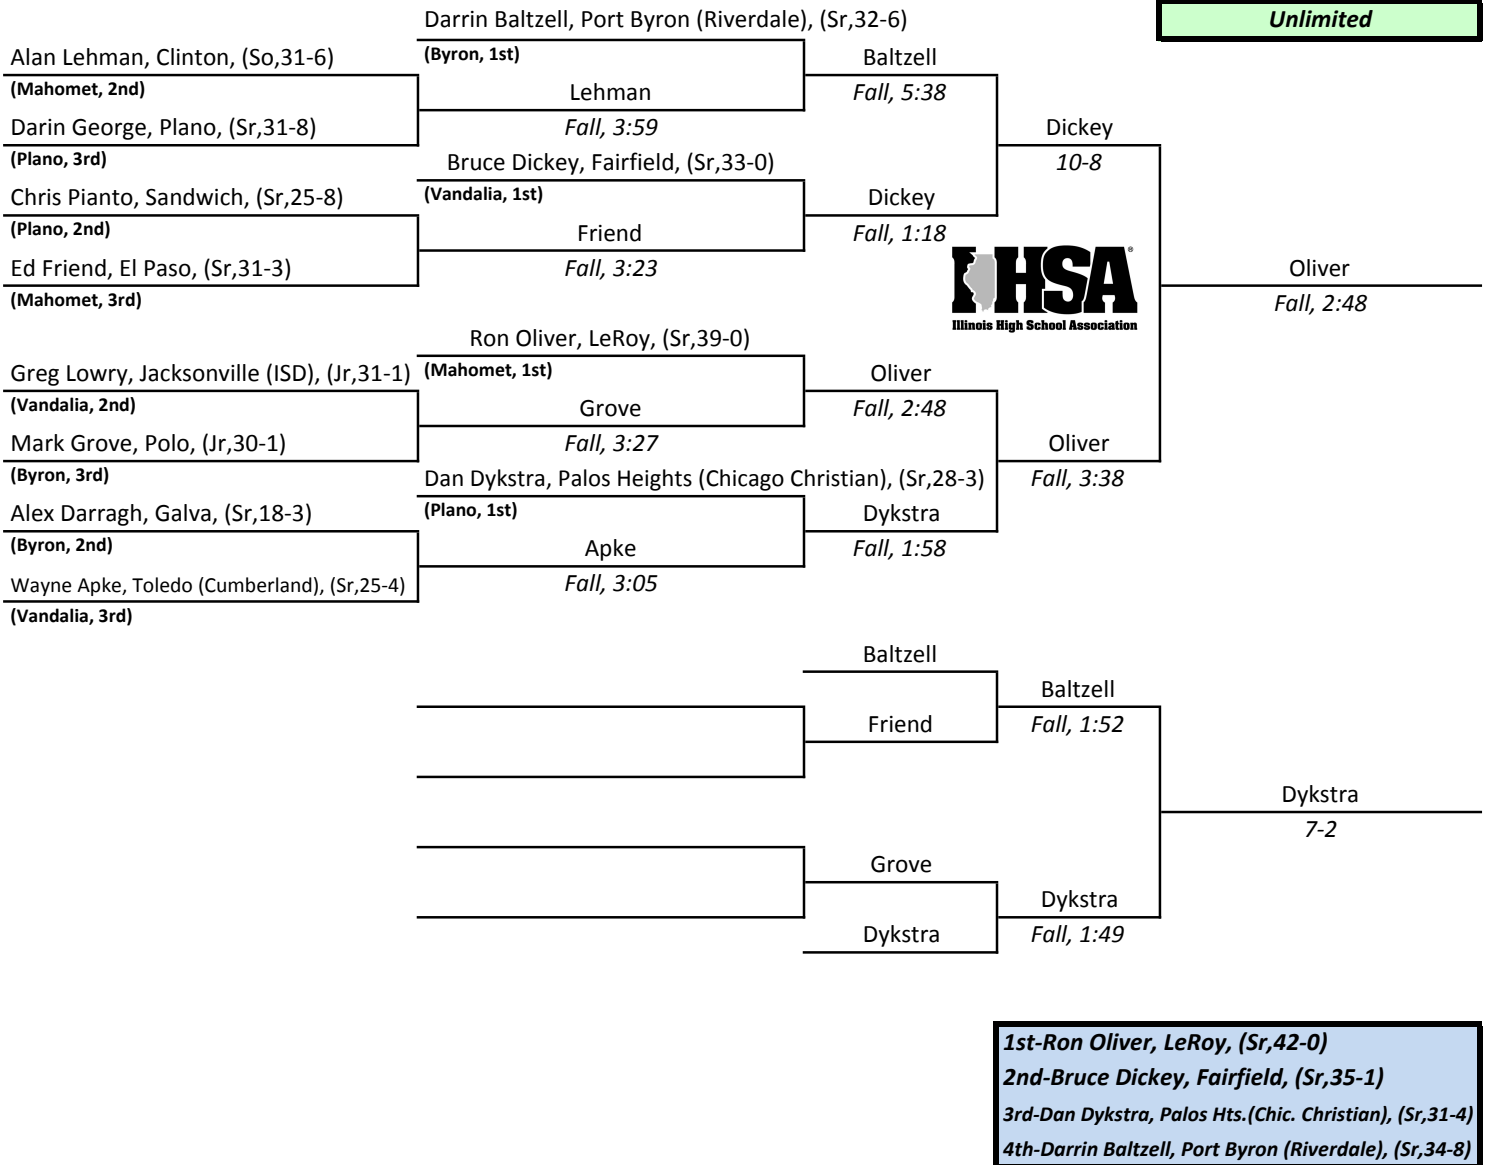 Darrin Baltzell, Port Byron (Riverdale), (Sr,32-6)
Unlimited
Alan Lehman, Clinton, (So,31-6)
(Byron, 1st)
Baltzell
(Mahomet, 2nd)
Lehman
Fall, 5:38
Darin George, Plano, (Sr,31-8)
Fall, 3:59
Dickey
(Plano, 3rd)
Bruce Dickey, Fairfield, (Sr,33-0)
10-8
Chris Pianto, Sandwich, (Sr,25-8)
(Vandalia, 1st)
Dickey
(Plano, 2nd)
Friend
Fall, 1:18
Ed Friend, El Paso, (Sr,31-3)
Fall, 3:23
IHSA®
Illinois High School Association
Oliver
(Mahomet, 3rd)
Fall, 2:48
Ron Oliver, LeRoy, (Sr,39-0)
Greg Lowry, Jacksonville (ISD), (Jr,31-1)
(Mahomet, 1st)
Oliver
(Vandalia, 2nd)
Grove
Fall, 2:48
Mark Grove, Polo, (Jr,30-1)
Fall, 3:27
Oliver
(Byron, 3rd)
Dan Dykstra, Palos Heights (Chicago Christian), (Sr,28-3)
Fall, 3:38
Alex Darragh, Galva, (Sr,18-3)
(Plano, 1st)
Dykstra
(Byron, 2nd)
Apke
Fall, 1:58
Wayne Apke, Toledo (Cumberland), (Sr,25-4)
Fall, 3:05
(Vandalia, 3rd)
Baltzell
Baltzell
Friend
Fall, 1:52
Dykstra
7-2
Grove
Dykstra
Dykstra
Fall, 1:49
1st-Ron Oliver, LeRoy, (Sr,42-0)
2nd-Bruce Dickey, Fairfield, (Sr,35-1)
3rd-Dan Dykstra, Palos Hts.(Chic. Christian), (Sr,31-4)
4th-Darrin Baltzell, Port Byron (Riverdale), (Sr,34-8)